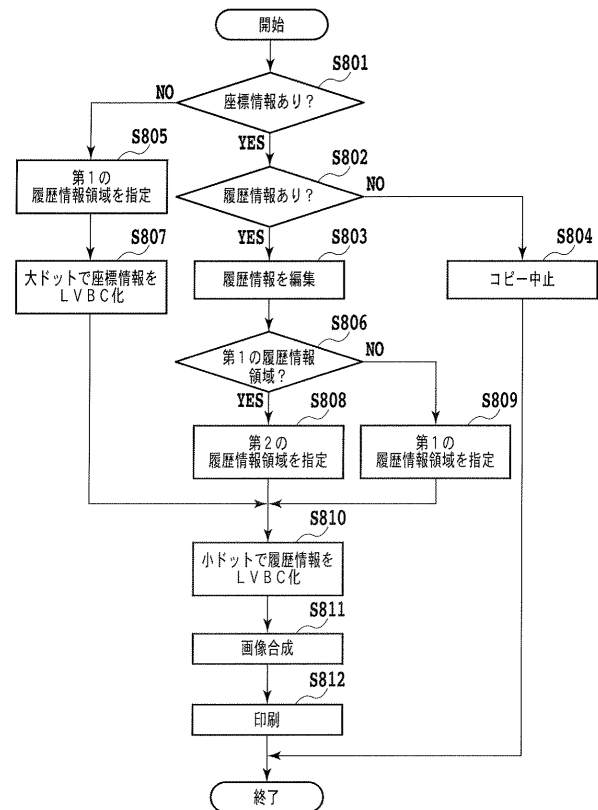 開始
S801
座標情報あり？
NO
YES
S805
第１の
履歴情報領域を指定
S802
履歴情報あり？
NO
YES
S807
大ドットで座標情報を
ＬＶＢＣ化
S803
履歴情報を編集
S804
コピー中止
S806
第１の履歴情報
領域？
NO
YES
S808
第２の
履歴情報領域を指定
S809
第１の
履歴情報領域を指定
S810
小ドットで履歴情報を
ＬＶＢＣ化
S811
画像合成
S812
印刷
終了